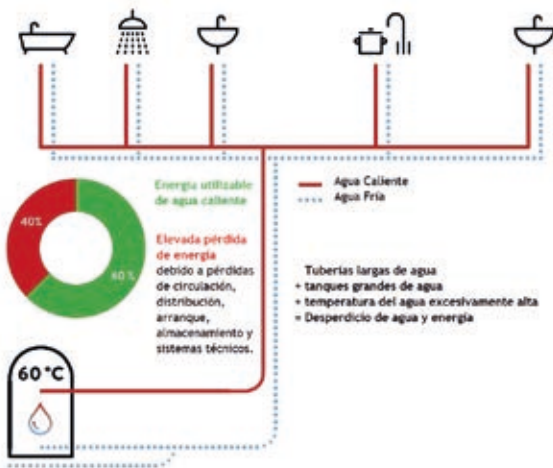 Energía utilizable
de agua caliente
40%
60%
Elevada pérdida
de energía
debido a pérdidas
de circulación,
distribución,
arranque,
almacenamiento y
sistemas técnicos.
Agua Caliente
Agua Fría
Tuberías largas de agua
+ tanques grandes de agua
+ temperatura del agua excesivamente alta
= Desperdicio de agua y energía
60°C